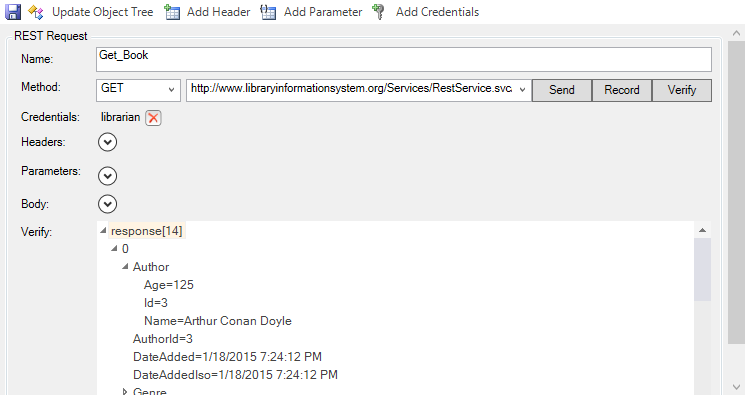 Update Object Tree Add Header Add Parameter Add Credentials
REST Request
Name: Get_Book
Method: GET http://www.libraryinformationsystem.org/Services/RestService.svc Send Record Verify
Credentials: librarian
Headers:
Parameters:
Body:
Verify: response[14]
0
Author
Age=125
Id=3
Name=Arthur Conan Doyle
AuthorId=3
DateAdded=1/18/2015 7:24:12 PM
DateAddedIso=1/18/2015 7:24:12 PM
Genre